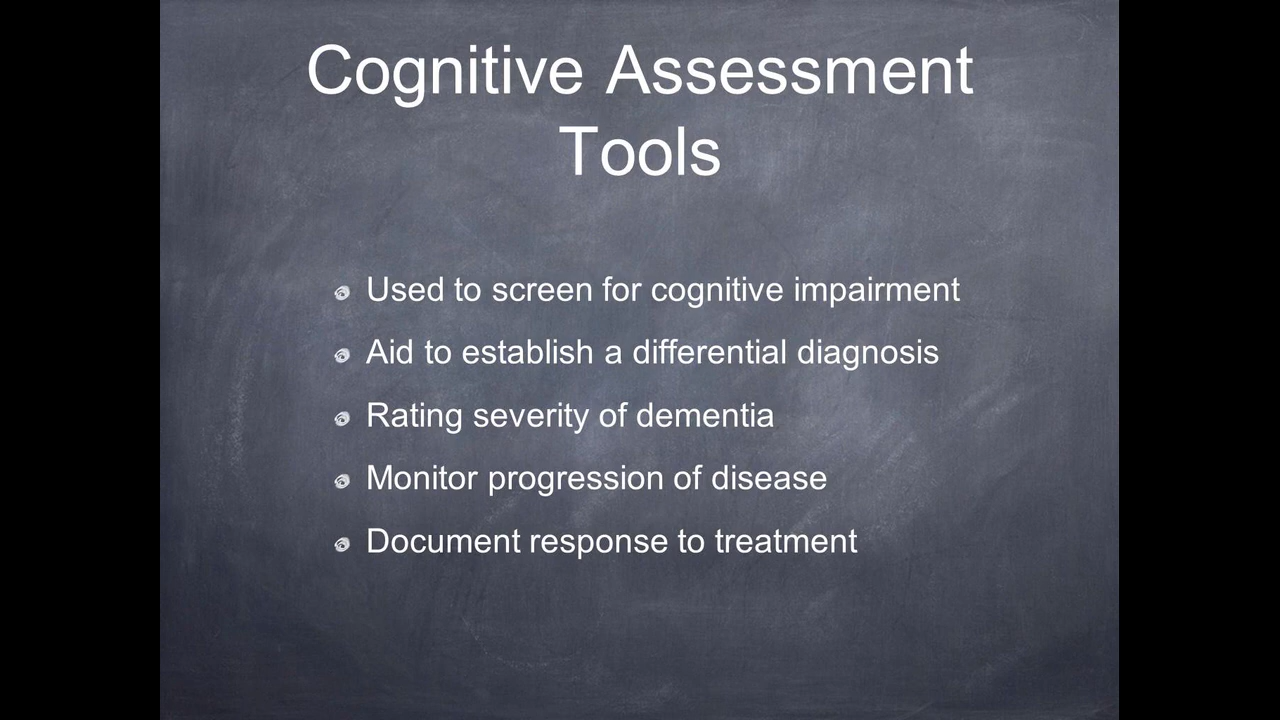 Cognitive Assessment
Tools
Used to screen for cognitive impairment
Aid to establish a differential diagnosis
Rating severity of dementia
Monitor progression of disease
Document response to treatment